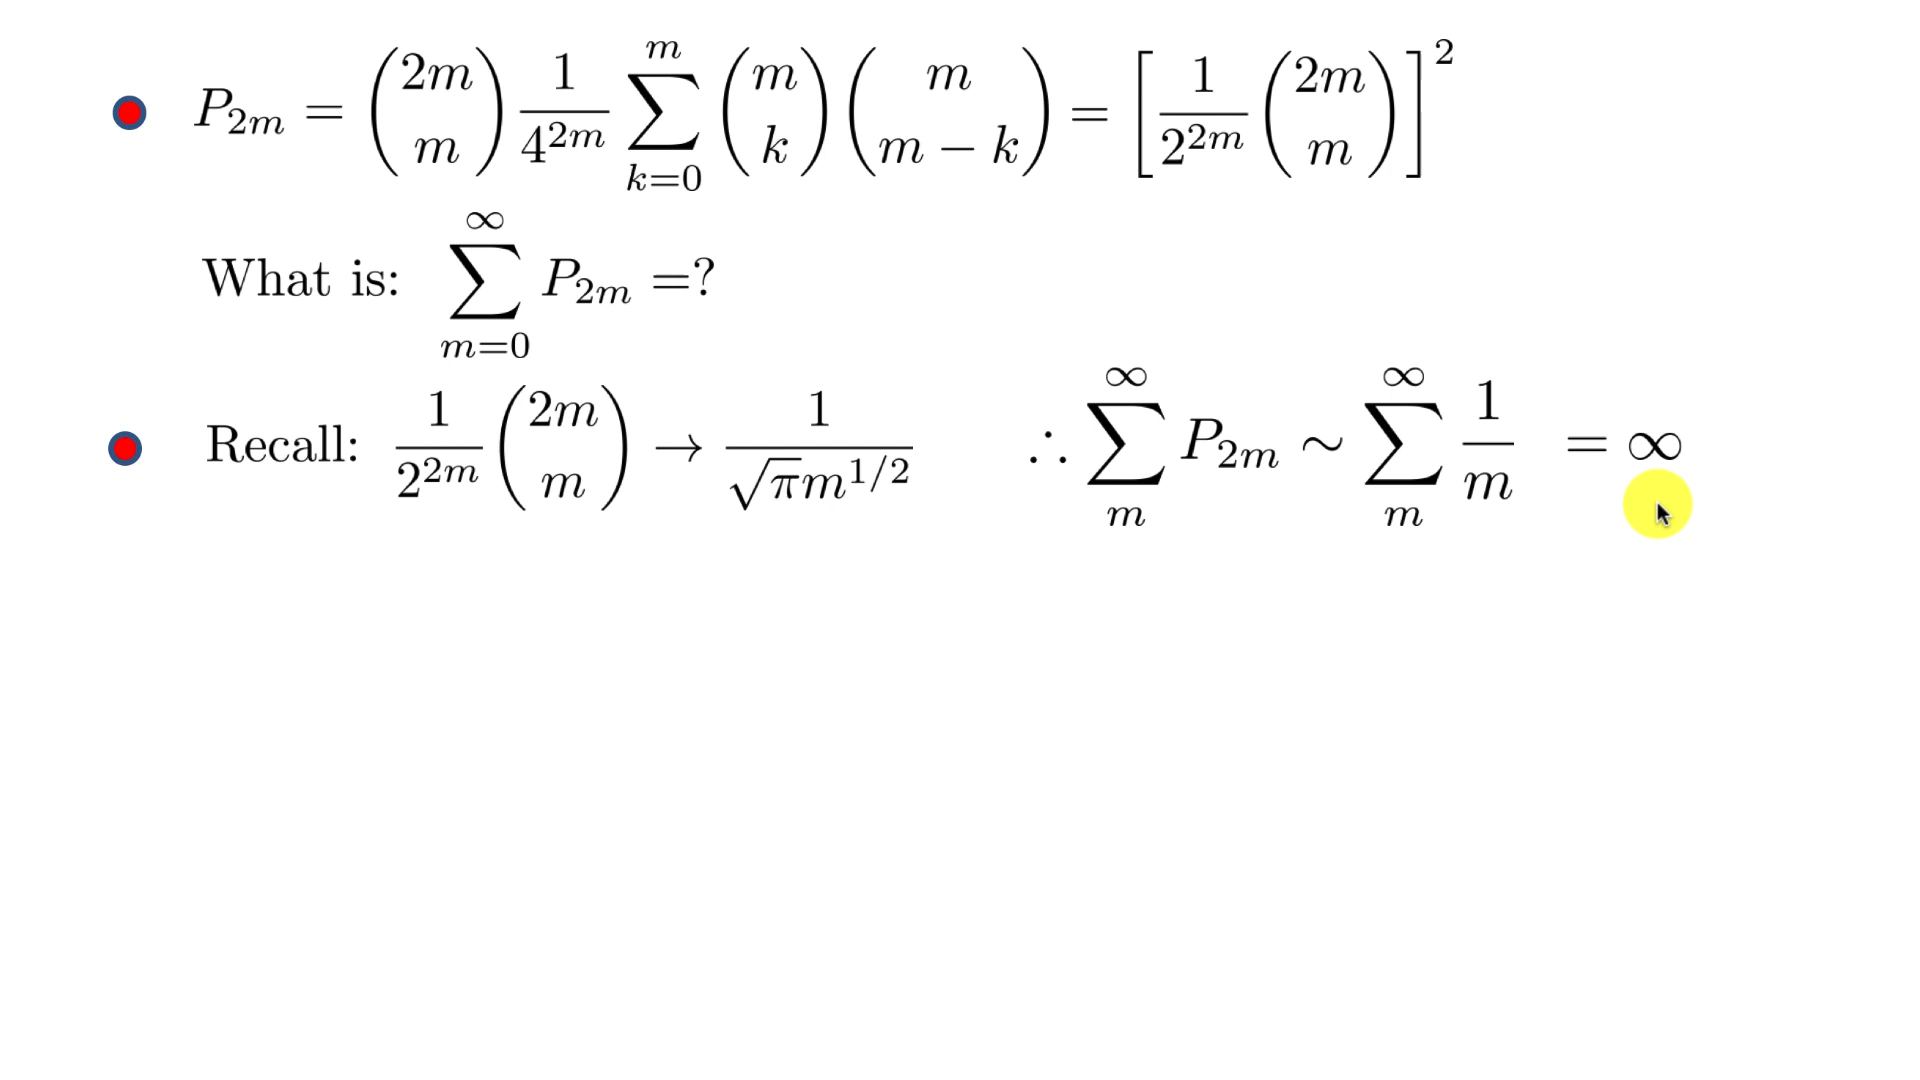 $P_{2m} = \binom{2m}{m} \frac{1}{4^{2m}} \sum_{k=0}^{m} \binom{m}{k} \binom{m}{m-k} = \left[ \frac{1}{2^{2m}} \binom{2m}{m} \right]^2$
What is: $\sum_{m=0}^{\infty} P_{2m} =?$
Recall: $\frac{1}{2^{2m}} \binom{2m}{m} \to \frac{1}{\sqrt{\pi} m^{1/2}}$ $\therefore \sum_{m}^{\infty} P_{2m} \sim \sum_{m}^{\infty} \frac{1}{m} = \infty$